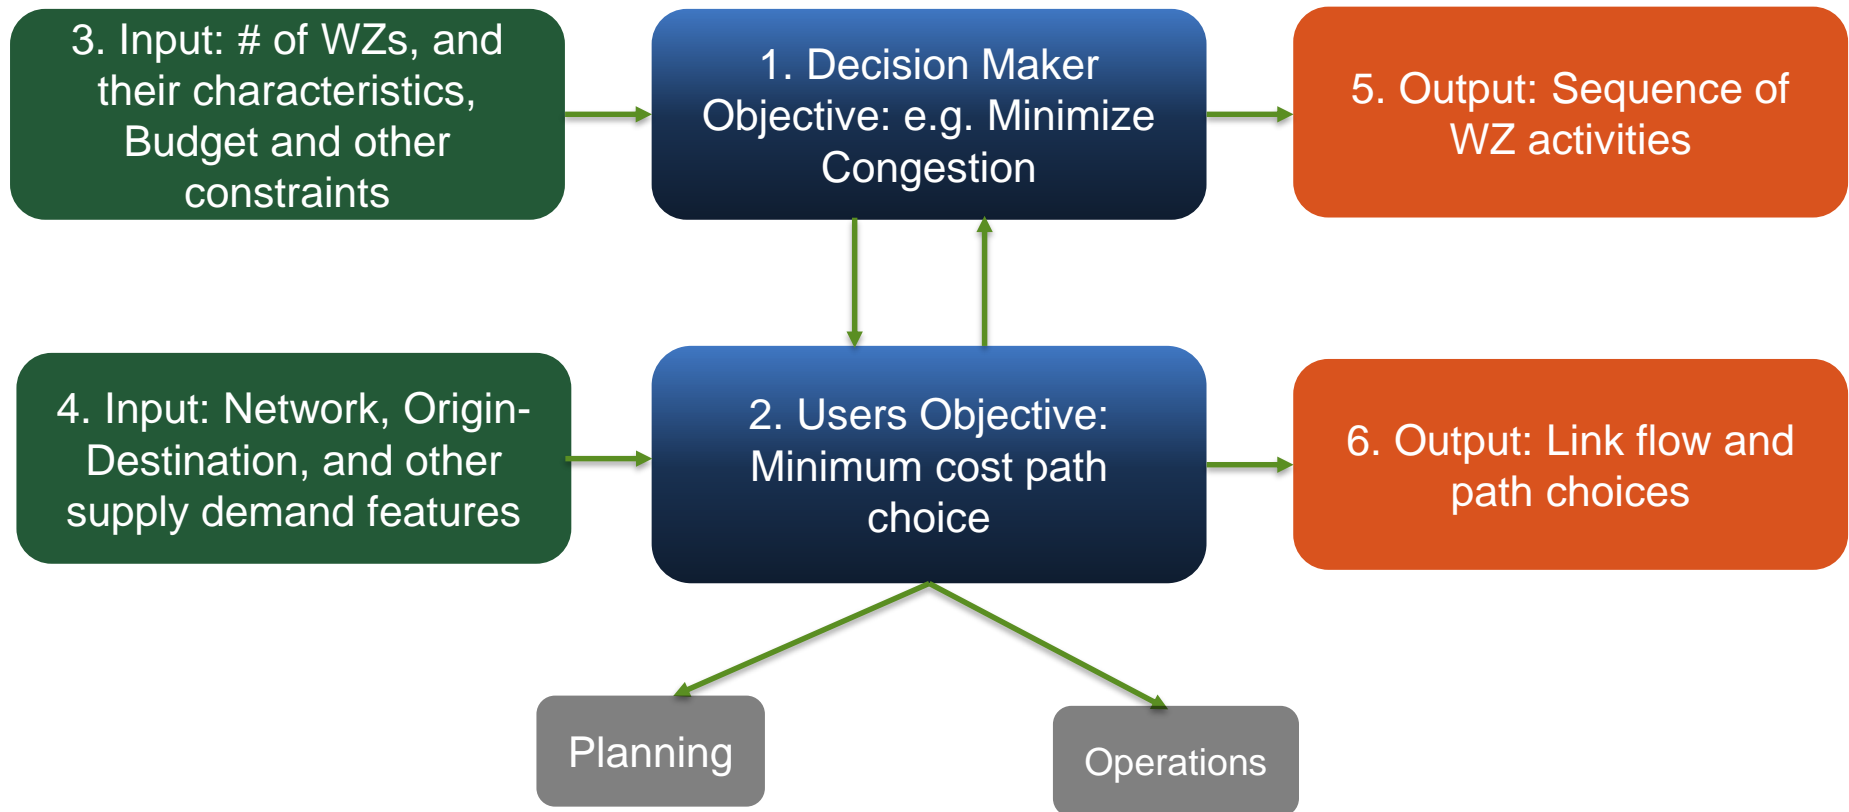 3. Input: # of WZs, and
their characteristics,
Budget and other
constraints
1. Decision Maker
Objective: e.g. Minimize
Congestion
5. Output: Sequence of
WZ activities
4. Input: Network, Origin-
Destination, and other
supply demand features
2. Users Objective:
Minimum cost path
choice
6. Output: Link flow and
path choices
Planning
Operations